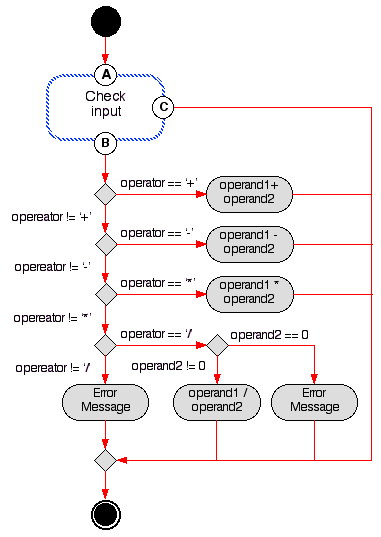 A
Check
input
C
B
operator == '+'
operand1+
operand2
opereator != '+'
operator == '-'
operand1 -
operand2
opereator != '-'
operator == '*'
operand1 *
operand2
opereator != '*'
operator == '/
operand2 == 0
opereator != '/
operand2 != 0
Error
Message
operand1 /
operand2
Error
Message